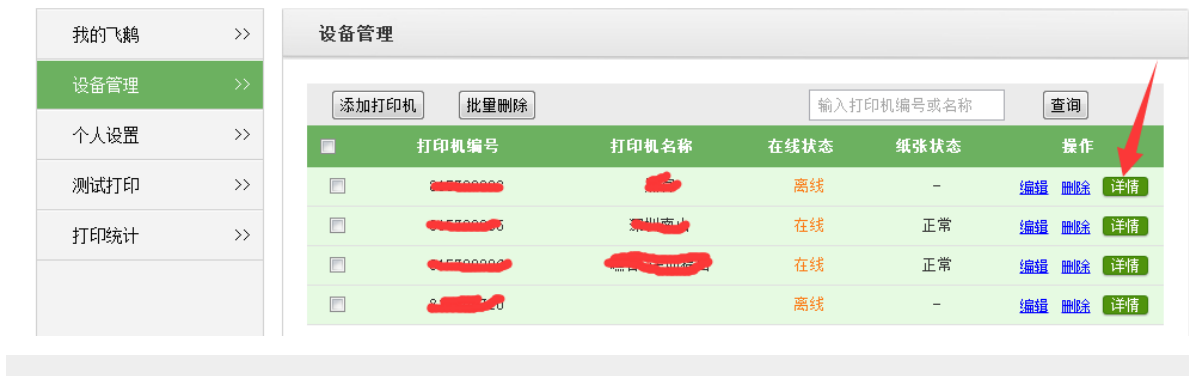 我的飞鹅 >>
设备管理 >>
个人设置 >>
测试打印 >>
打印统计 >>
设备管理
添加打印机 批量删除 输入打印机编号或名称 查询
打印机编号 打印机名称 在线状态 纸张状态 操作
离线 - 编辑 删除 详情
在线 正常 编辑 删除 详情
在线 正常 编辑 删除 详情
离线 - 编辑 删除 详情